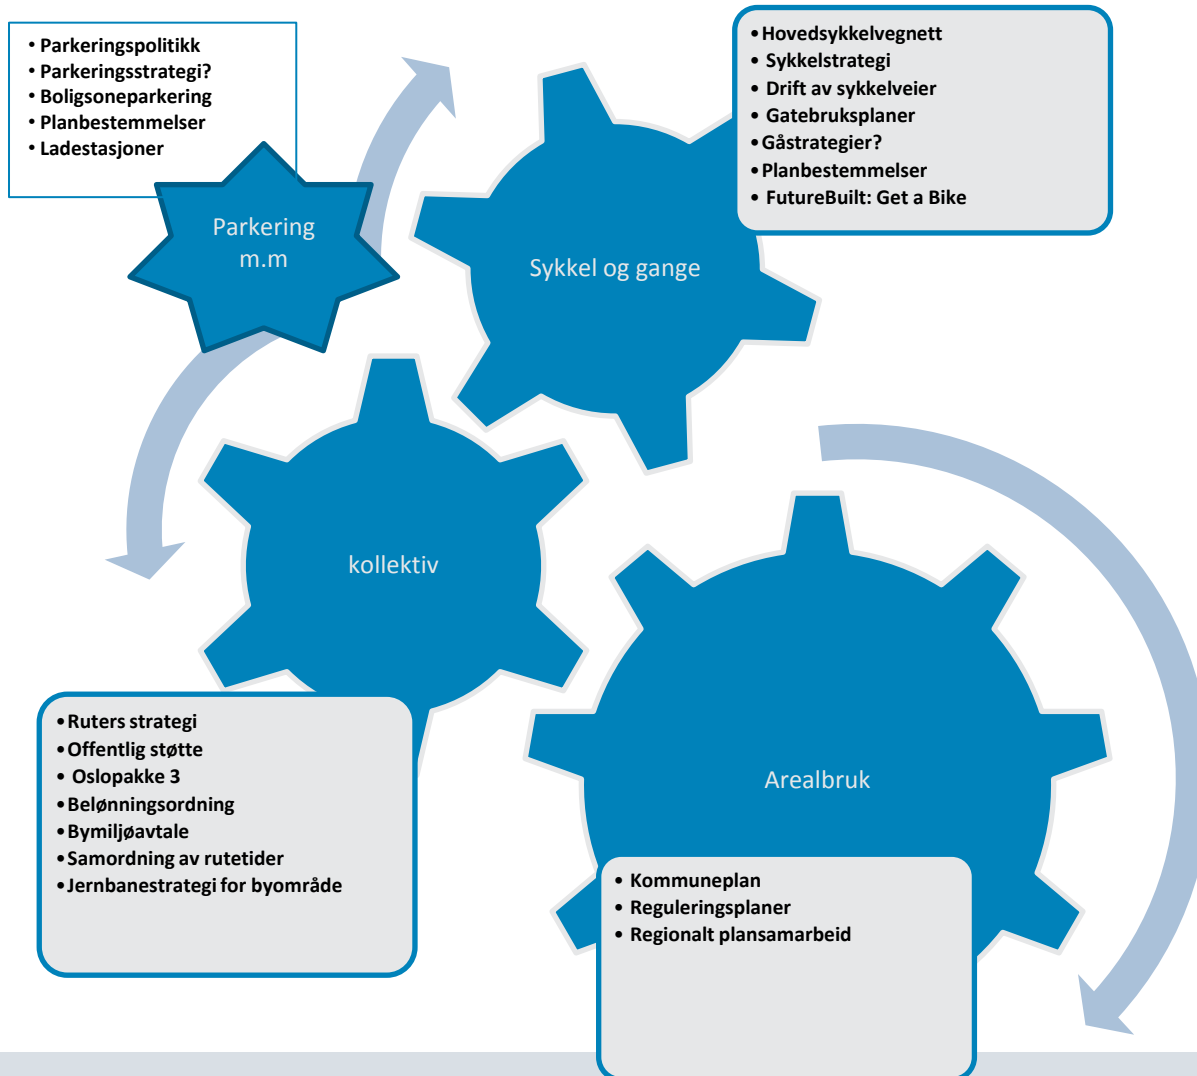 • Parkeringspolitikk
• Parkeringsstrategi?
• Boligsoneparkering
• Planbestemmelser
• Ladestasjoner
Parkering
m.m
• Hovedsykkelvegnett
• Sykkelstrategi
• Drift av sykkelveier
• Gatebruksplaner
• Gåstrategier?
• Planbestemmelser
• FutureBuilt: Get a Bike
Sykkel og gange
kollektiv
• Ruters strategi
• Offentlig støtte
• Oslopakke 3
• Belønningsordning
• Bymiljøavtale
• Samordning av rutetider
• Jernbanestrategi for byområde
Arealbruk
• Kommuneplan
• Reguleringsplaner
• Regionalt plansamarbeid